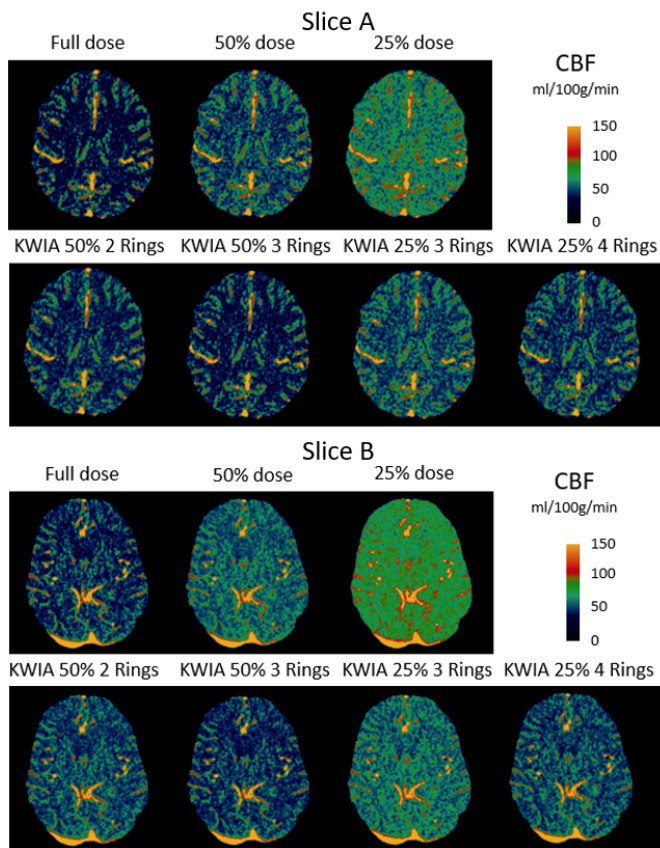 Slice A
Full dose 50% dose 25% dose
CBF
ml/100g/min
150
100
50
0
KWIA 50% 2 Rings KWIA 50% 3 Rings KWIA 25% 3 Rings KWIA 25% 4 Rings
Slice B
Full dose 50% dose 25% dose
CBF
ml/100g/min
150
100
50
0
KWIA 50% 2 Rings KWIA 50% 3 Rings KWIA 25% 3 Rings KWIA 25% 4 Rings